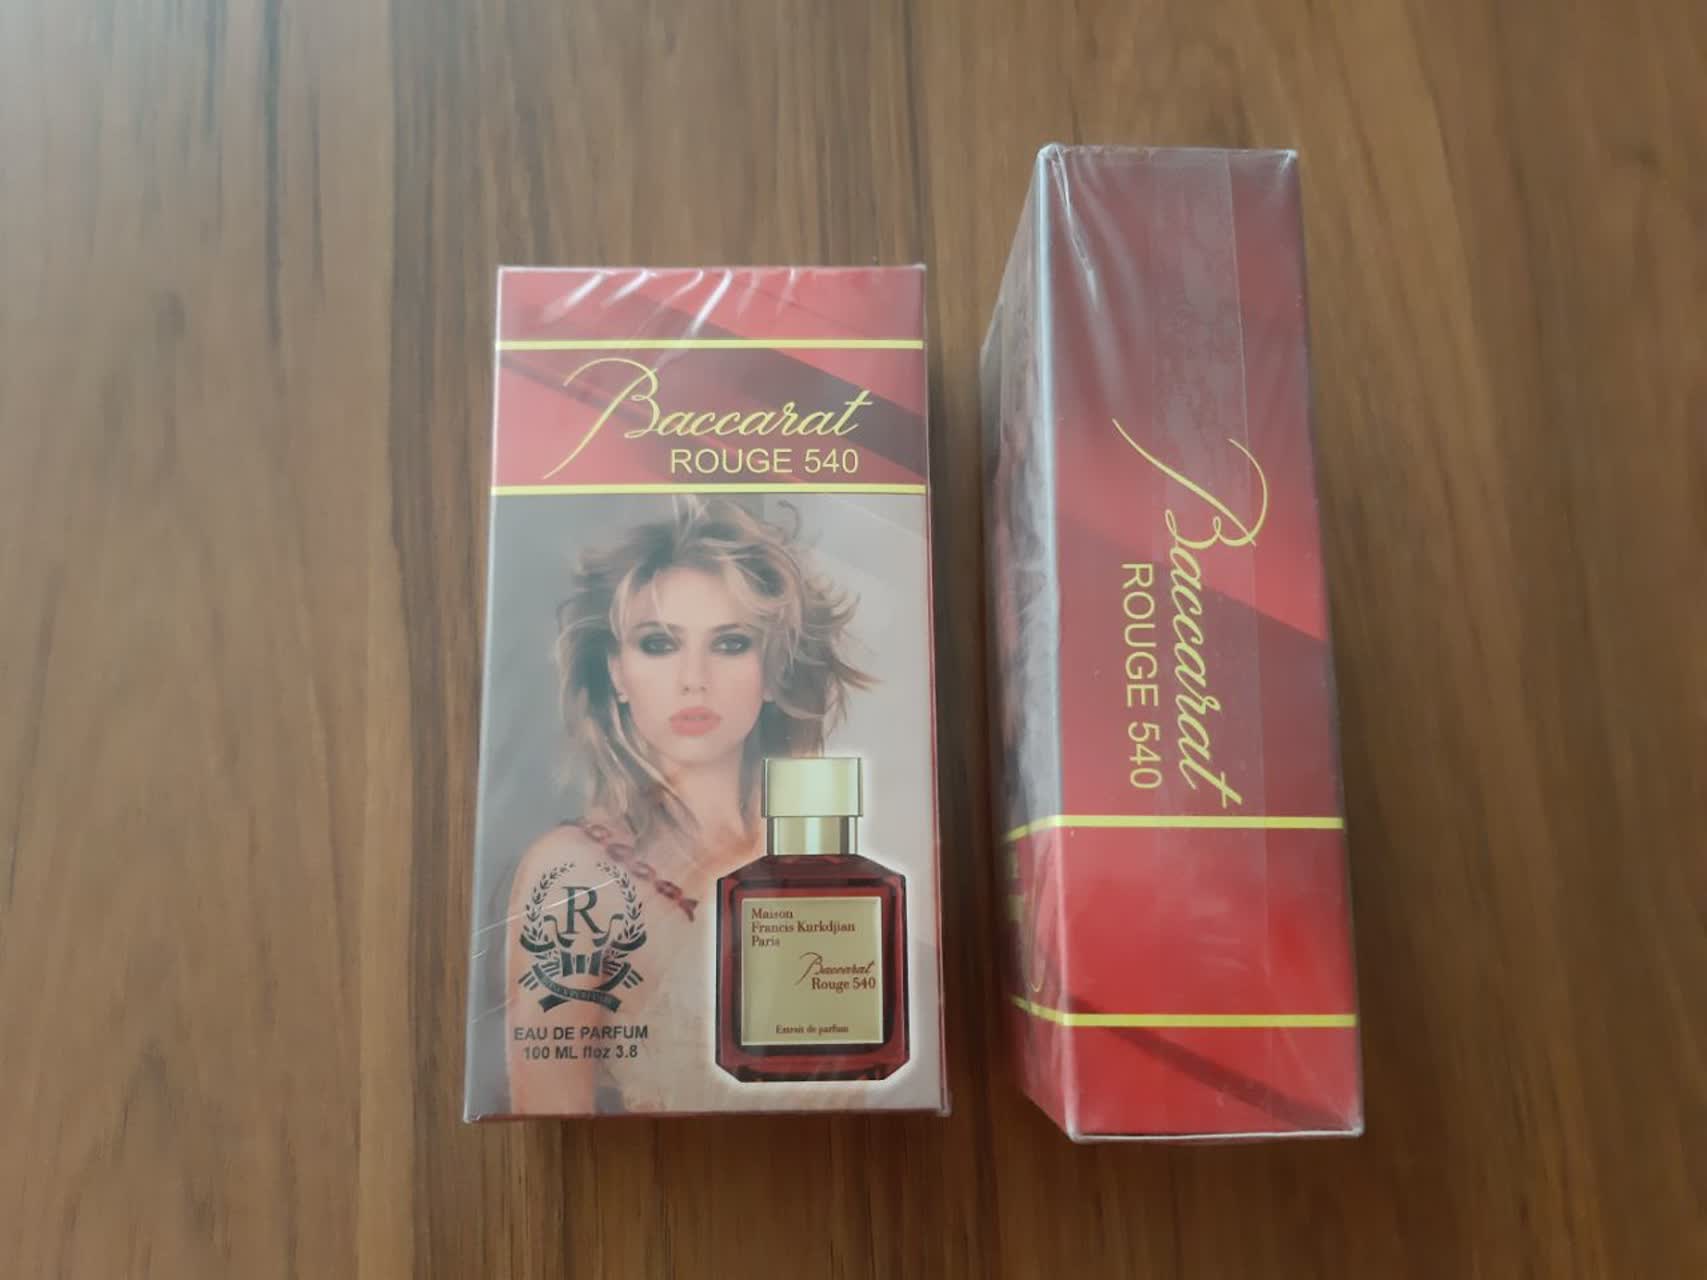 Baccarat
ROUGE 540
R
EAU DE PARFUM
100 ML floz 3.8
Maison
Francis Kurkdjian
Paris
Baccarat
Rouge 540
Extrait de parfum
Baccarat
ROUGE 540